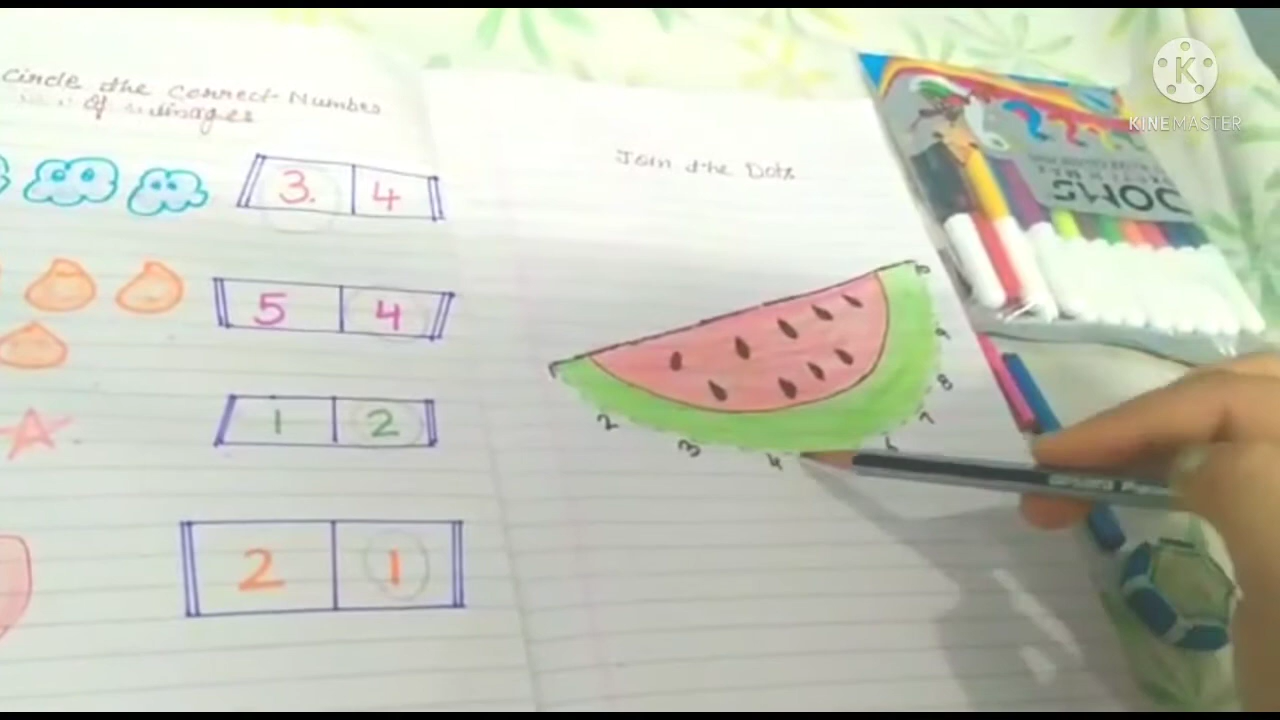 circle the correct Number
of images
3. 4
5 4
1 2
2 1
Join the Dots
1
2
3
4
6
7
8
9
DOMS
K
KINEMASTER